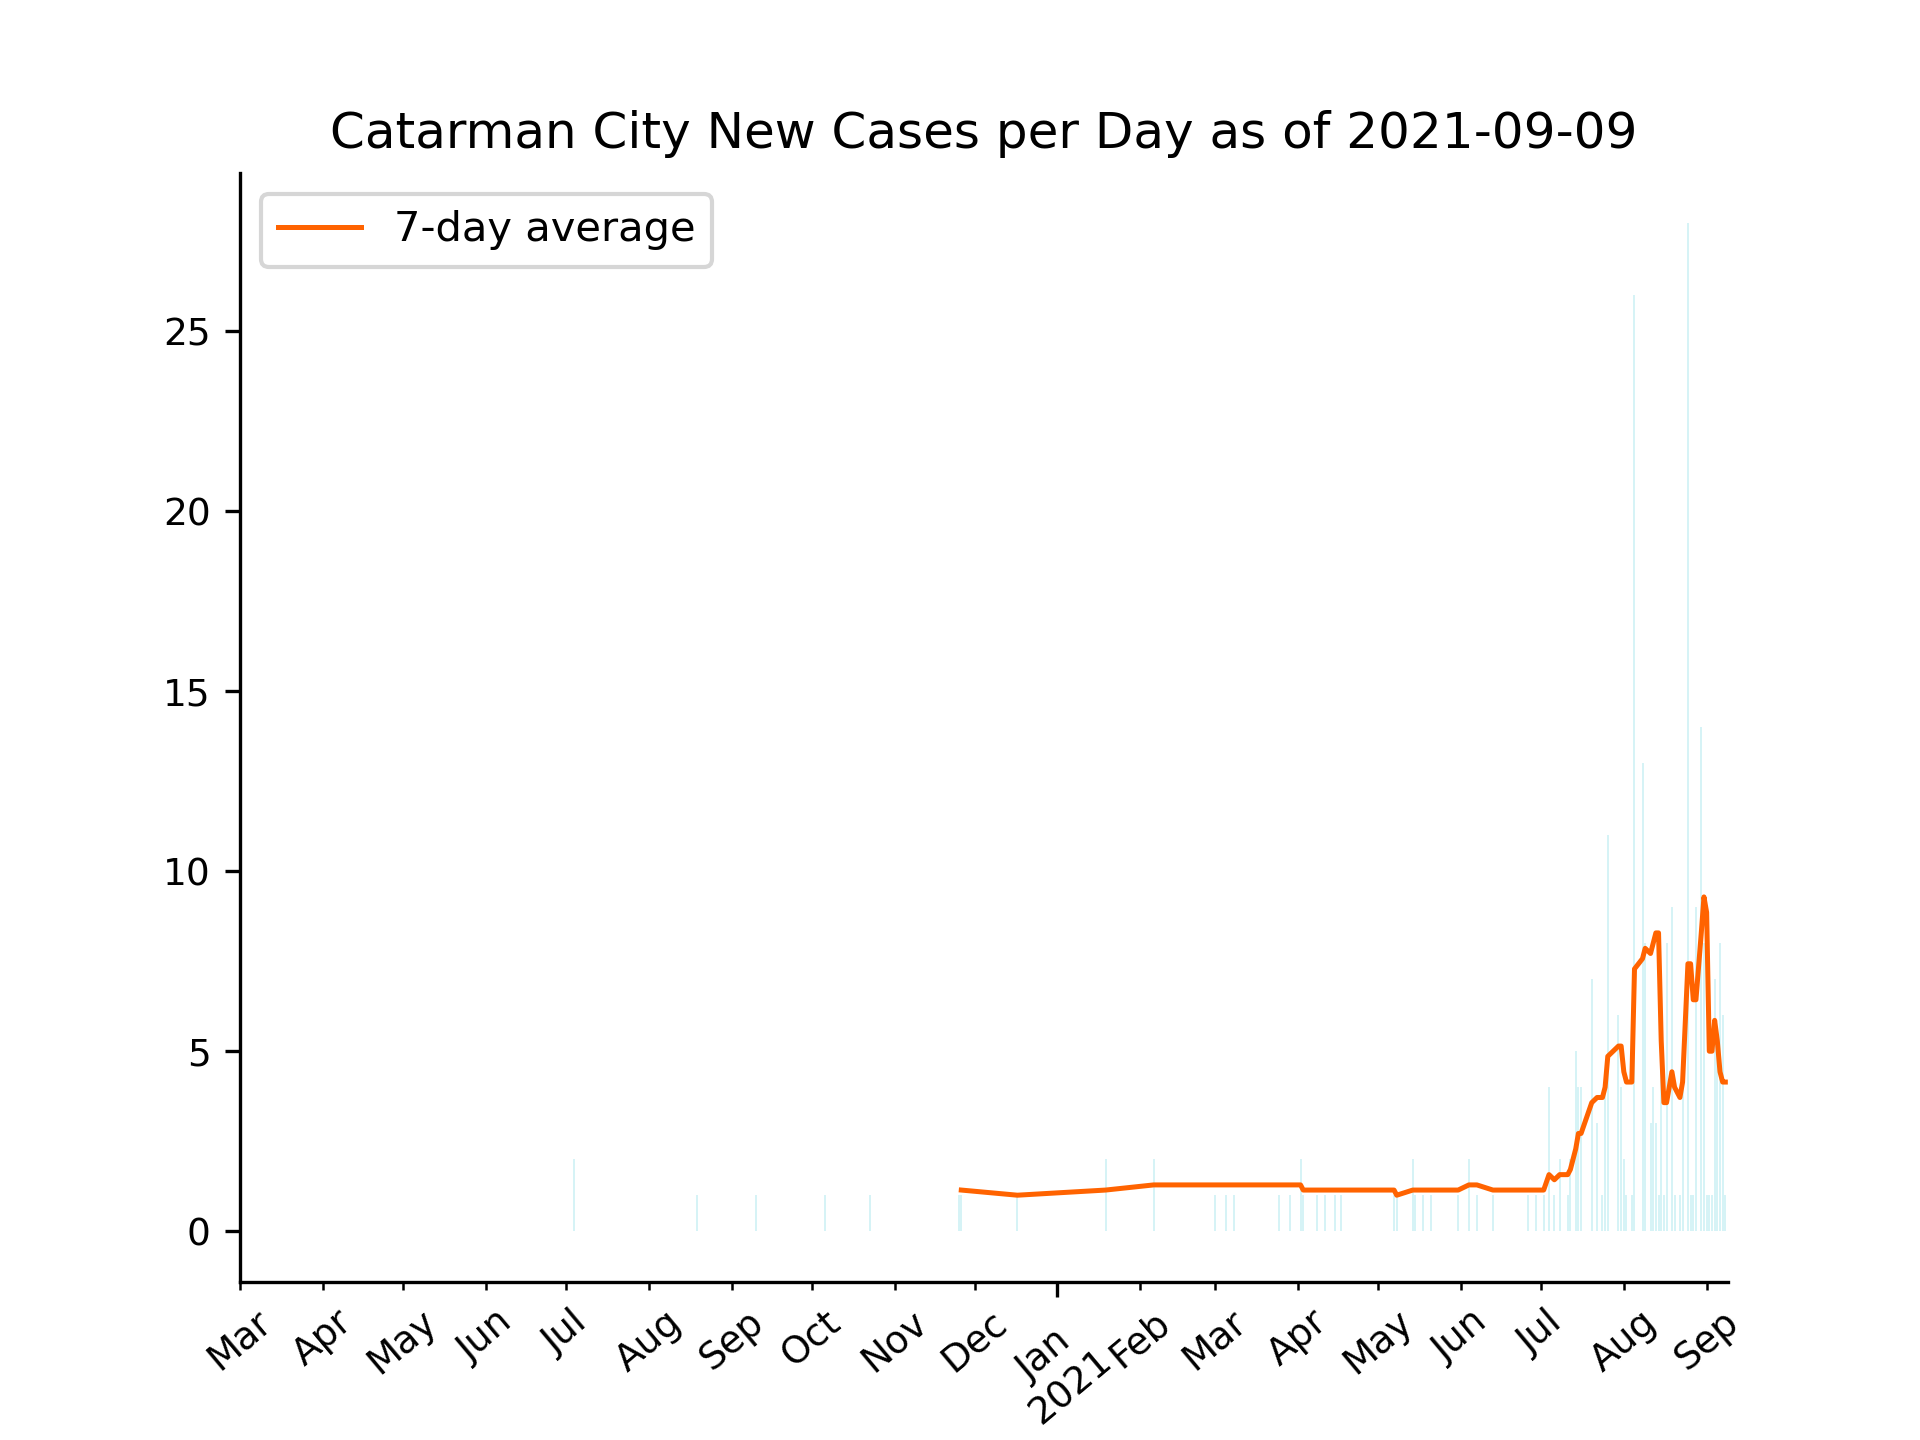 Catarman City New Cases per Day as of 2021-09-09
7-day average
25
20
15
10
5
0
Mar Apr May Jun Jul Aug Sep Oct Nov Dec Jan Feb Mar Apr May Jun Jul Aug Sep
2021